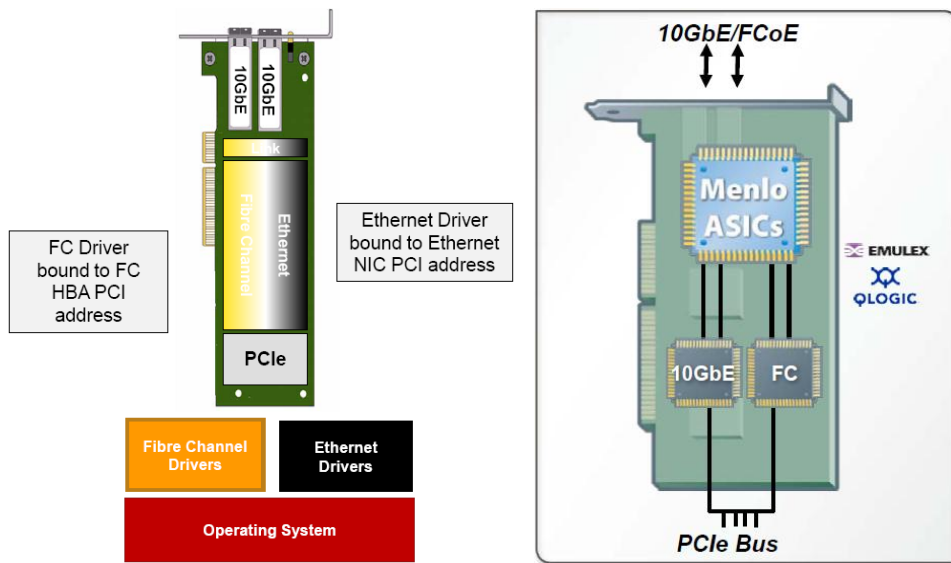 10GbE
10GbE
Link
Fibre Channel
Ethernet
PCIe
FC Driver
bound to FC
HBA PCI
address
Ethernet Driver
bound to Ethernet
NIC PCI address
Fibre Channel
Drivers
Ethernet
Drivers
Operating System
10GbE/FCoE
Menlo
ASICs
EMULEX
QLOGIC
10GbE
FC
PCIe Bus